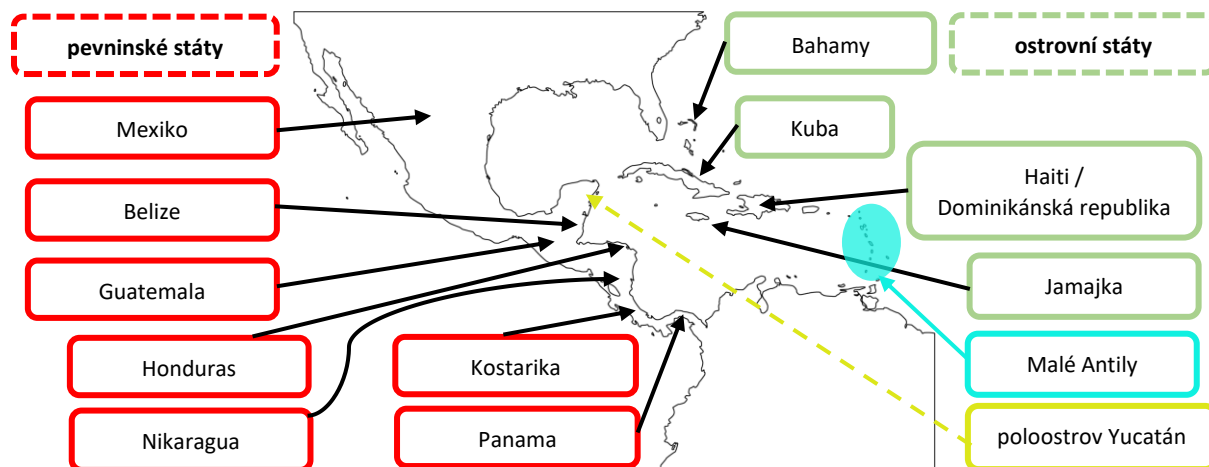 pevninské státy
Mexiko
Belize
Guatemala
Honduras
Nikaragua
Kostarika
Panama
Bahamy
ostrovní státy
Kuba
Haiti /
Dominikánská republika
Jamajka
Malé Antily
poloostrov Yucatán